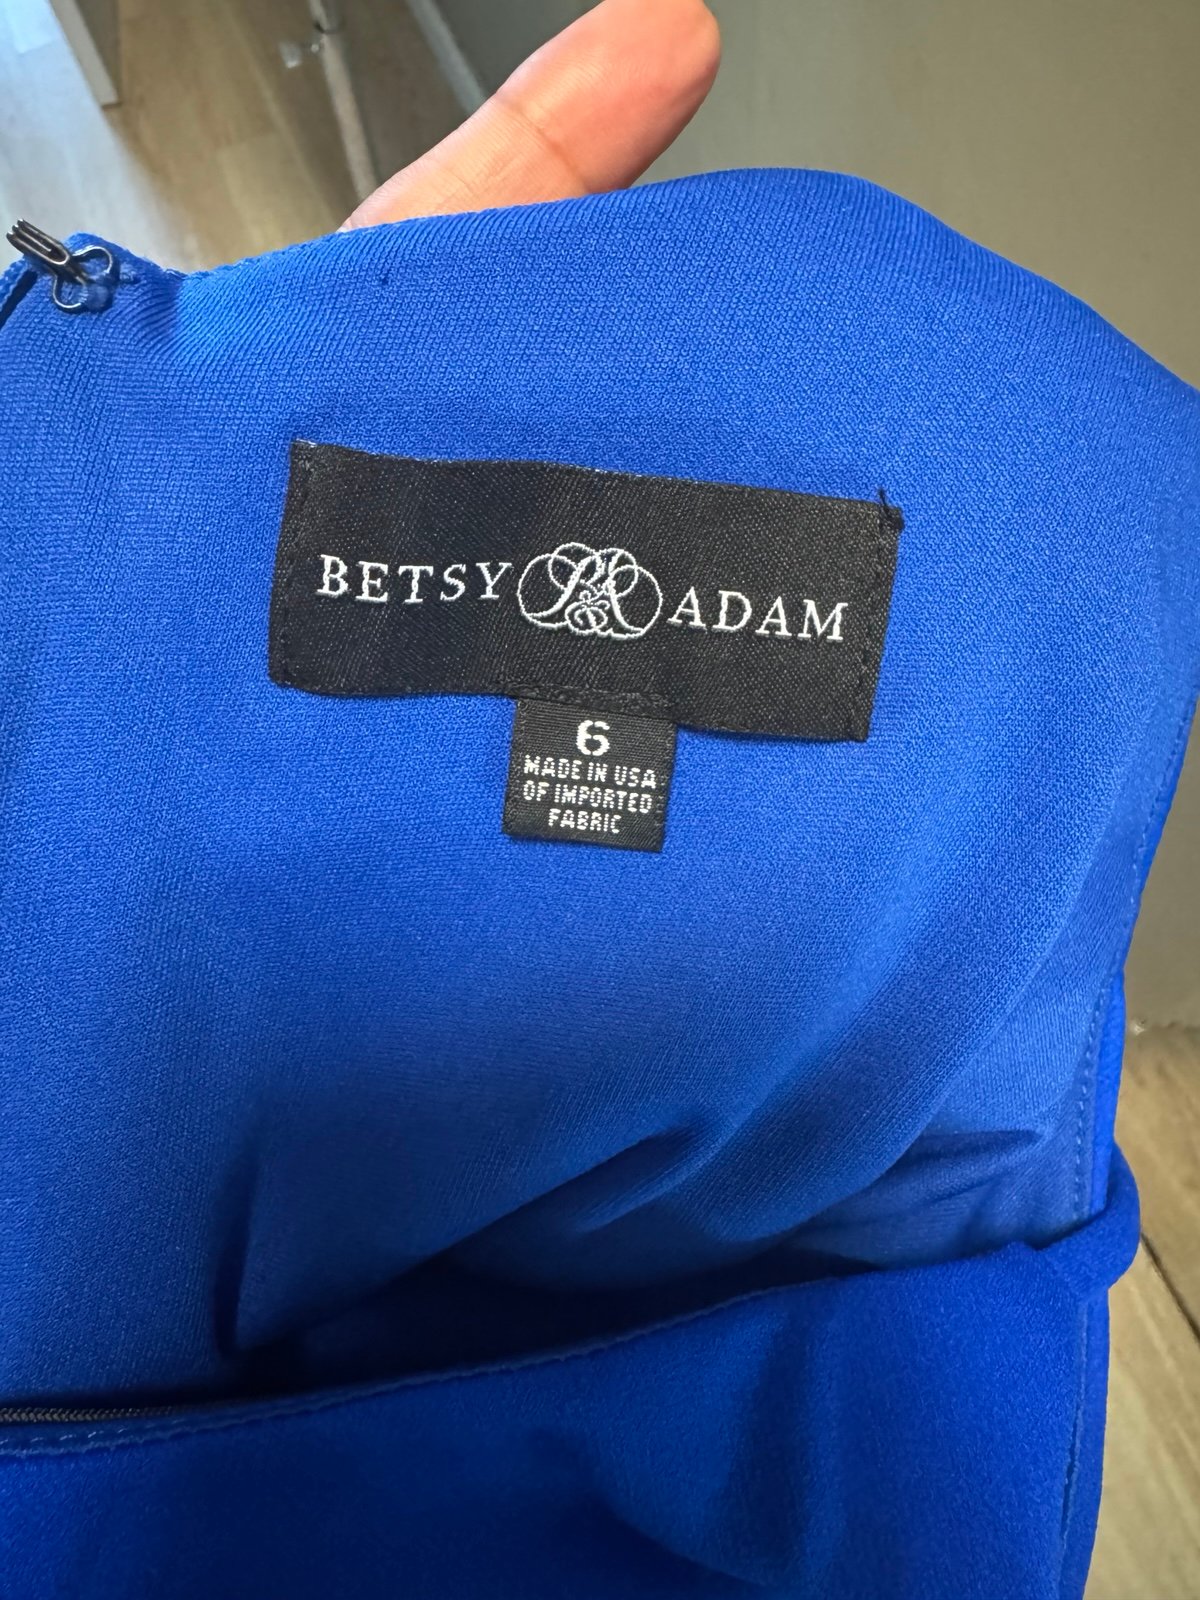 BETSY B&A ADAM
6
MADE IN USA
OF IMPORTED
FABRIC